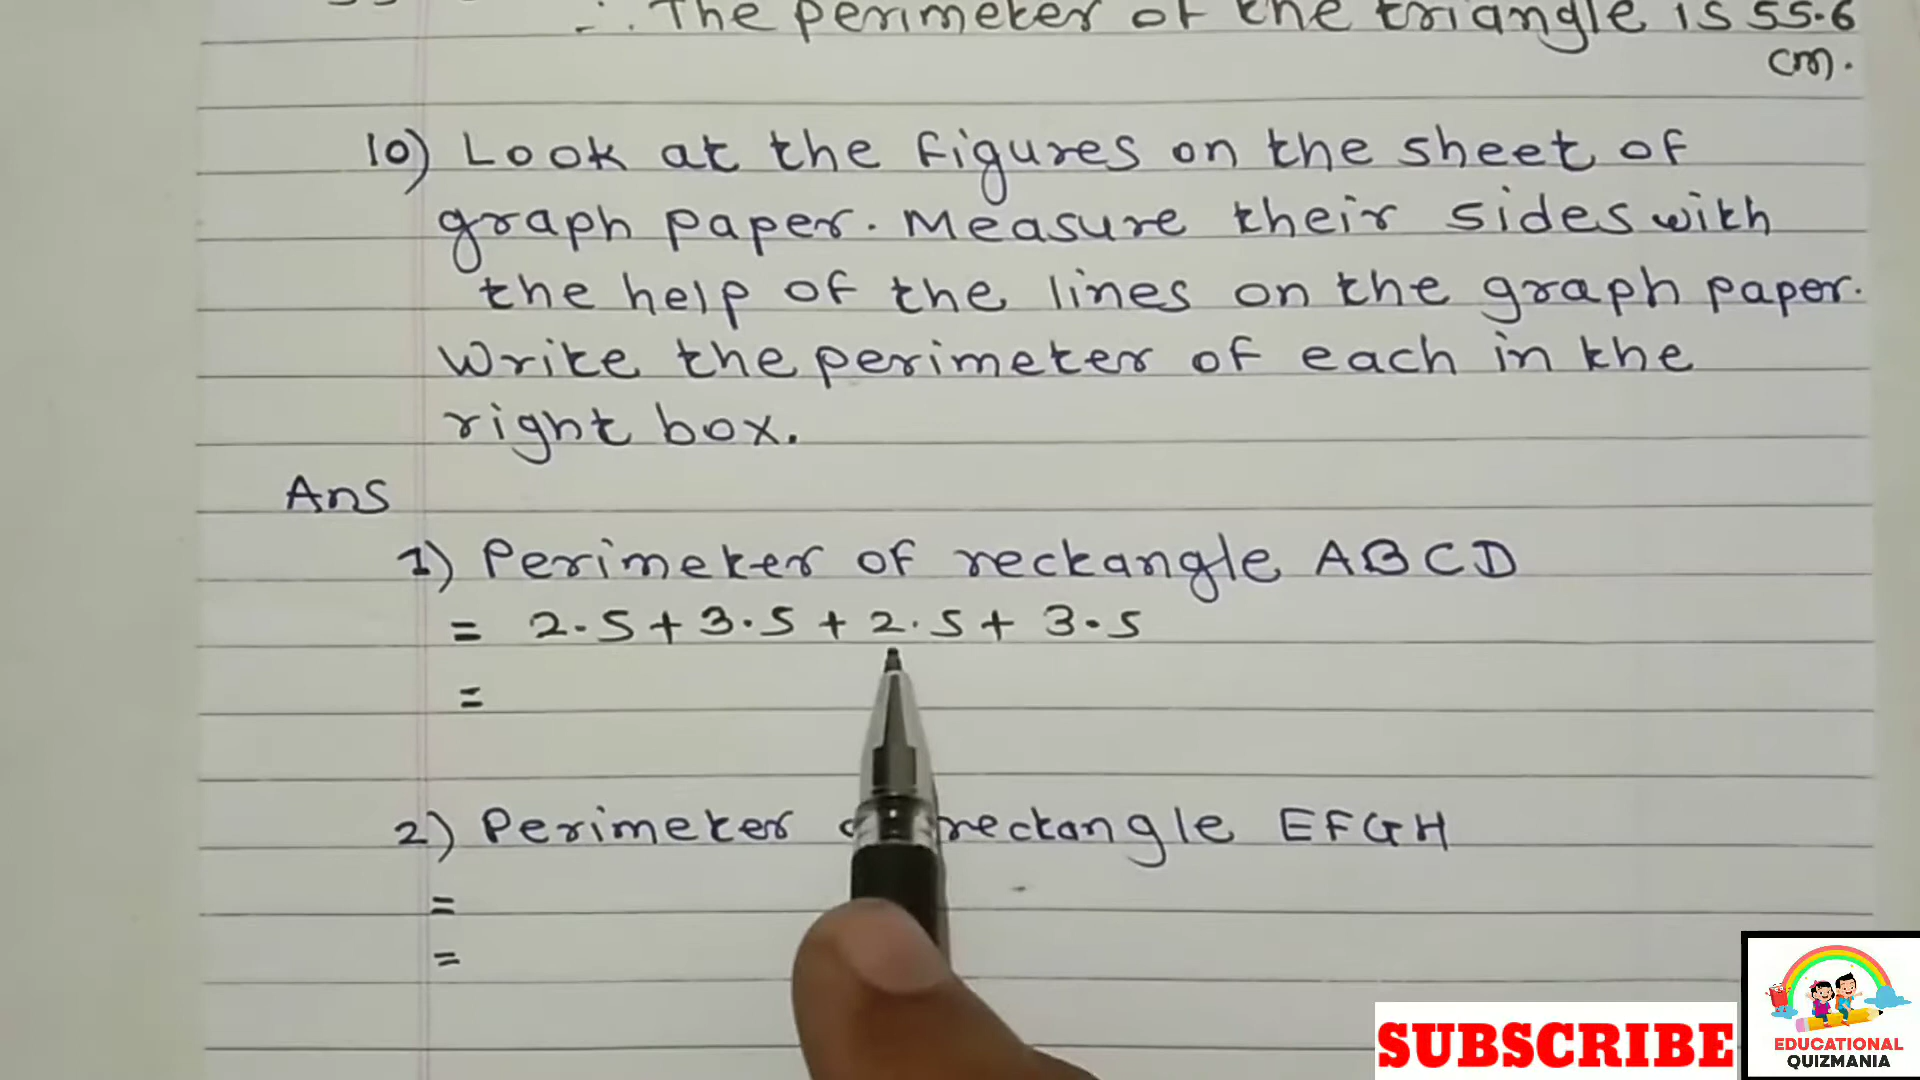 ∴ The perimeter of the triangle is 55.6
cm.
10) Look at the figures on the sheet of
graph paper. Measure their sides with
the help of the lines on the graph paper.
Write the perimeter of each in the
right box.
Ans
1) Perimeter of rectangle ABCD
= 2.5 + 3.5 + 2.5 + 3.5
=
2) Perimeter rectangle EFGH
=
=
SUBSCRIBE
EDUCATIONAL
QUIZMANIA